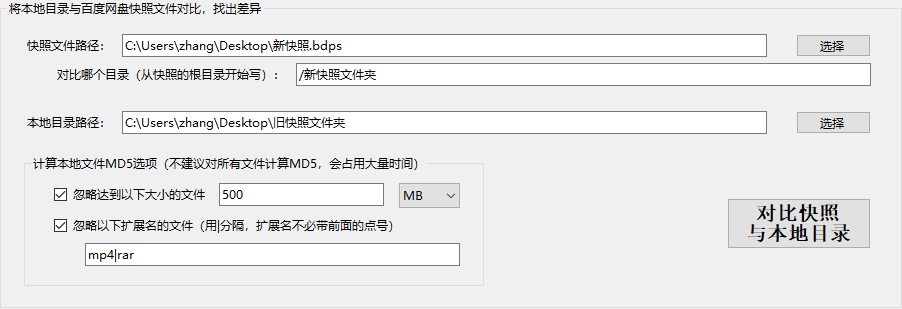 将本地目录与百度网盘快照文件对比，找出差异
快照文件路径： C:\Users\zhang\Desktop\新快照.bdps 选择
对比哪个目录（从快照的根目录开始写）： /新快照文件夹
本地目录路径： C:\Users\zhang\Desktop\旧快照文件夹 选择
计算本地文件MD5选项（不建议对所有文件计算MD5，会占用大量时间）
忽略达到以下大小的文件 500 MB
忽略以下扩展名的文件（用|分隔，扩展名不必带前面的点号）
mp4|rar
对比快照
与本地目录